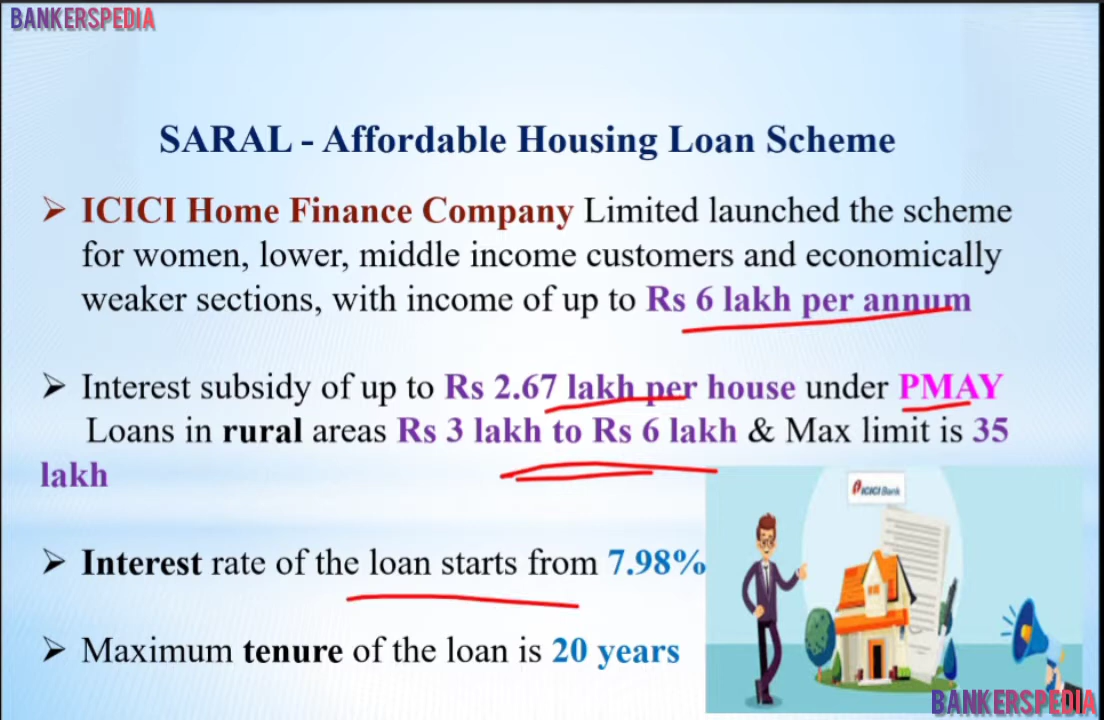 BANKERSPEDIA
SARAL - Affordable Housing Loan Scheme
➢ ICICI Home Finance Company Limited launched the scheme
for women, lower, middle income customers and economically
weaker sections, with income of up to Rs 6 lakh per annum
➢ Interest subsidy of up to Rs 2.67 lakh per house under PMAY
Loans in rural areas Rs 3 lakh to Rs 6 lakh & Max limit is 35
lakh
ICICI Bank
➢ Interest rate of the loan starts from 7.98%
➢ Maximum tenure of the loan is 20 years
BANKERSPEDIA